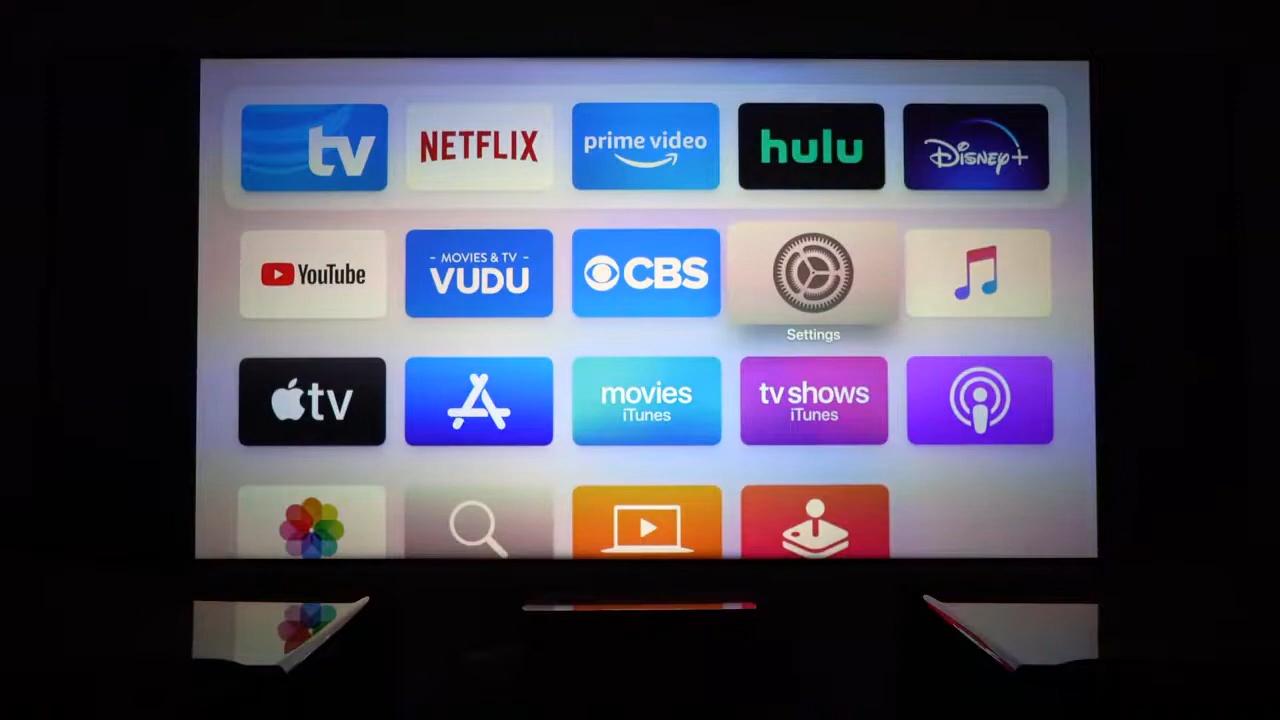 tv
NETFLIX
prime video
hulu
Disney+
YouTube
- MOVIES & TV -
VUDU
CBS
Settings
tv
movies
iTunes
tv shows
iTunes